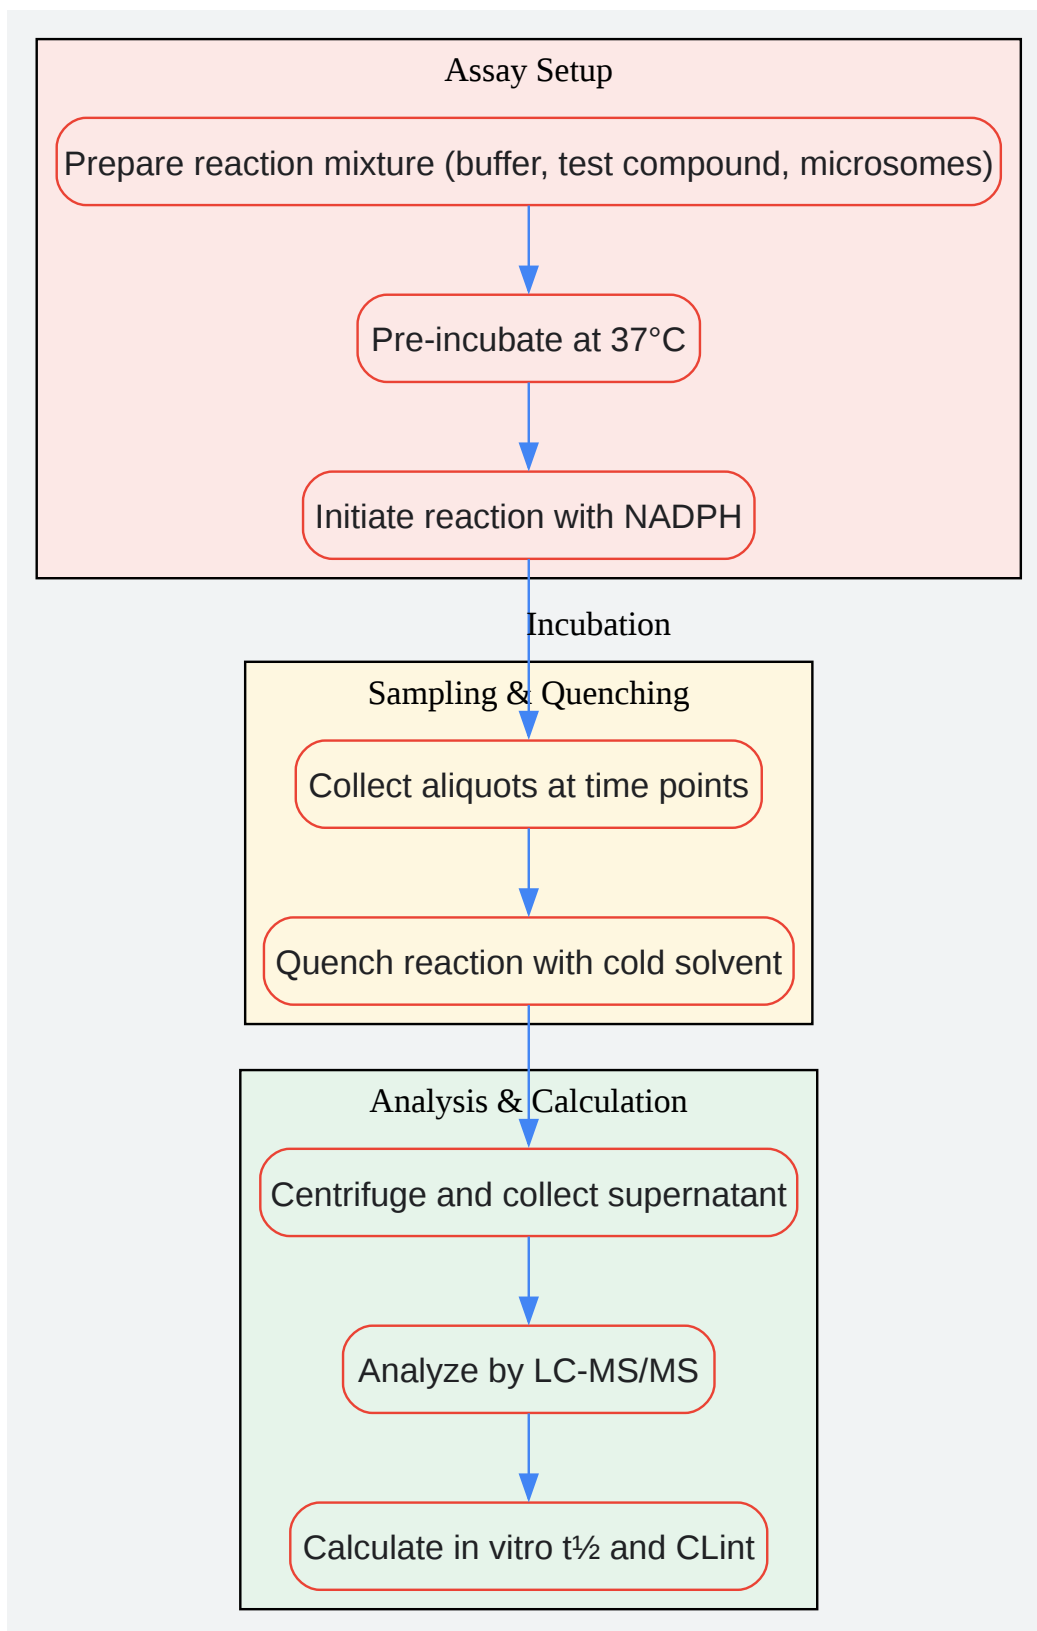 Assay Setup
Prepare reaction mixture (buffer, test compound, microsomes)
Pre-incubate at 37°C
Initiate reaction with NADPH
Incubation
Sampling & Quenching
Collect aliquots at time points
Quench reaction with cold solvent
Analysis & Calculation
Centrifuge and collect supernatant
Analyze by LC-MS/MS
Calculate in vitro t½ and CLint